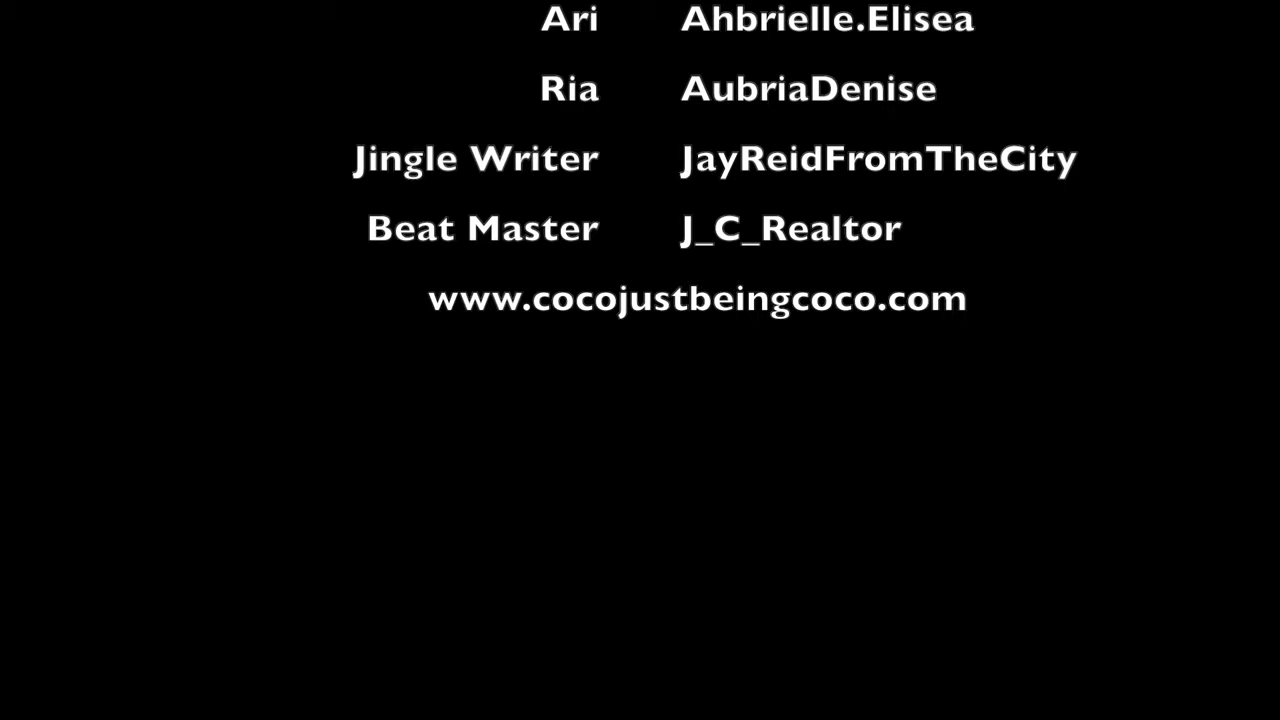 Ari Ahbrielle.Elisea
Ria AubriaDenise
Jingle Writer JayReidFromTheCity
Beat Master J_C_Realtor
www.cocojustbeingcoco.com